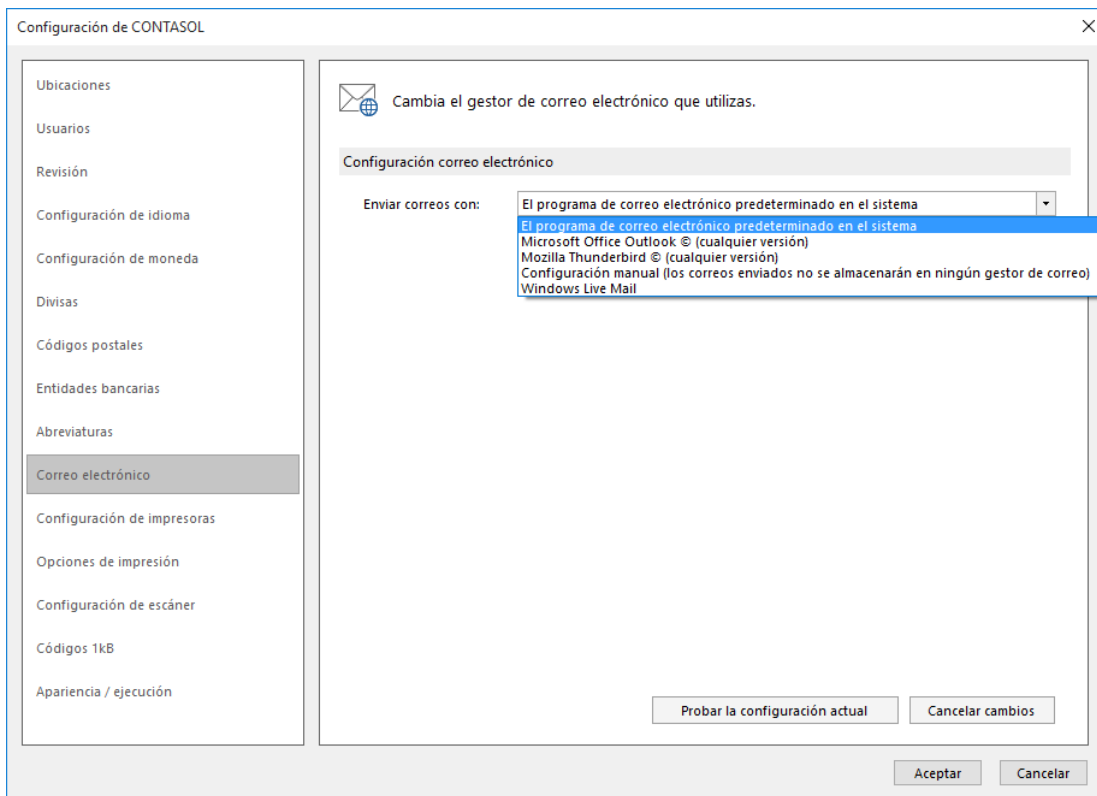 Configuración de CONTASOL
Ubicaciones
Usuarios
Revisión
Configuración de idioma
Configuración de moneda
Divisas
Códigos postales
Entidades bancarias
Abreviaturas
Correo electrónico
Configuración de impresoras
Opciones de impresión
Configuración de escáner
Códigos 1kB
Apariencia / ejecución
Cambia el gestor de correo electrónico que utilizas.
Configuración correo electrónico
Enviar correos con: El programa de correo electrónico predeterminado en el sistema
El programa de correo electrónico predeterminado en el sistema
Microsoft Office Outlook © (cualquier versión)
Mozilla Thunderbird © (cualquier versión)
Configuración manual (los correos enviados no se almacenarán en ningún gestor de correo)
Windows Live Mail
Probar la configuración actual Cancelar cambios
Aceptar Cancelar